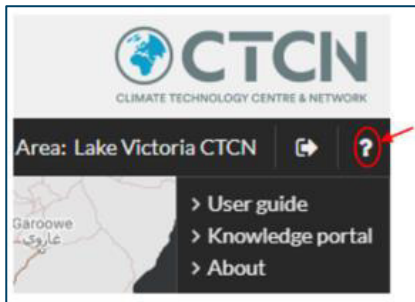 CTCN
CLIMATE TECHNOLOGY CENTRE & NETWORK
Area: Lake Victoria CTCN ?
> User guide
> Knowledge portal
> About
Garoowe
غاروي